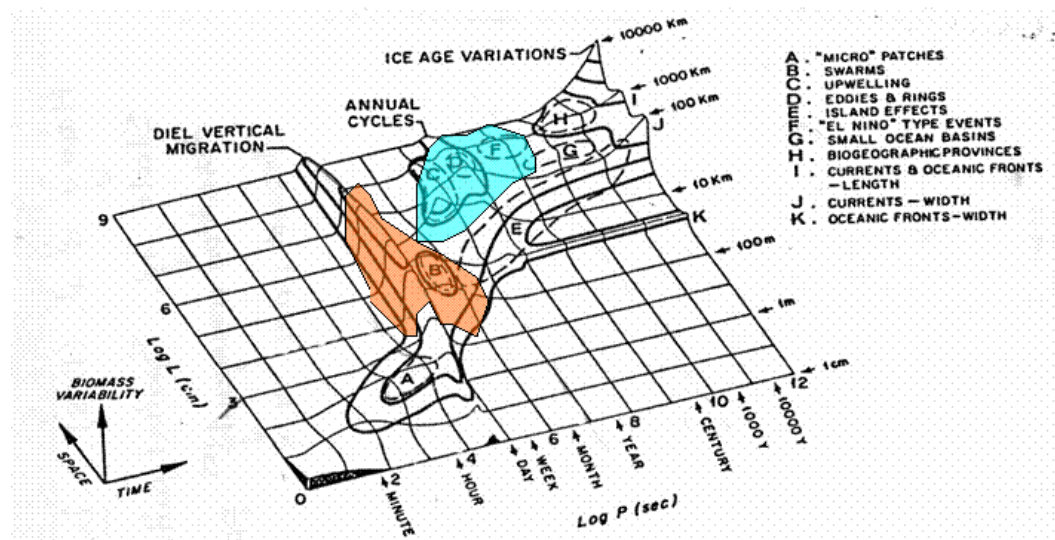 10000 Km
ICE AGE VARIATIONS
1000 Km
I
100 Km
J
ANNUAL
CYCLES
DIEL VERTICAL
MIGRATION
A. "MICRO" PATCHES
B. SWARMS
C. UPWELLING
D. EDDIES & RINGS
E. ISLAND EFFECTS
F. "EL NINO" TYPE EVENTS
G. SMALL OCEAN BASINS
H. BIOGEOGRAPHIC PROVINCES
I. CURRENTS & OCEANIC FRONTS
-LENGTH
J. CURRENTS - WIDTH
K. OCEANIC FRONTS-WIDTH
H
F
G
D
C
10 Km
9
K
E
100m
B
6
1m
Log L (cm)
A
1 cm
3
BIOMASS
VARIABILITY
SPACE
TIME
0
2
4
6
8
10
12
MINUTE
HOUR
DAY
WEEK
MONTH
YEAR
CENTURY
1000 Y
10000 Y
Log P (sec)